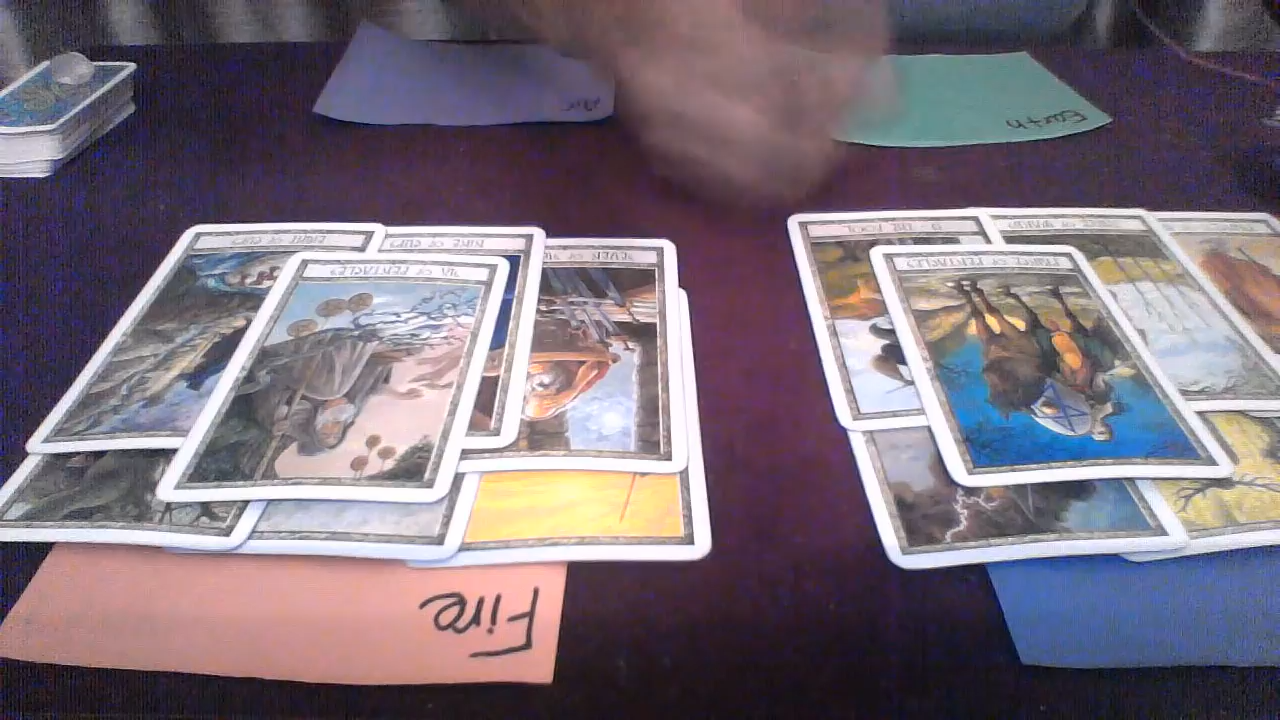 Air
Earth
EIGHT OF CUPS
NINE OF CUPS
SEVEN OF
0 - THE FOOL
SIX OF PENTACLES
PRINCE OF PENTACLES
Fire